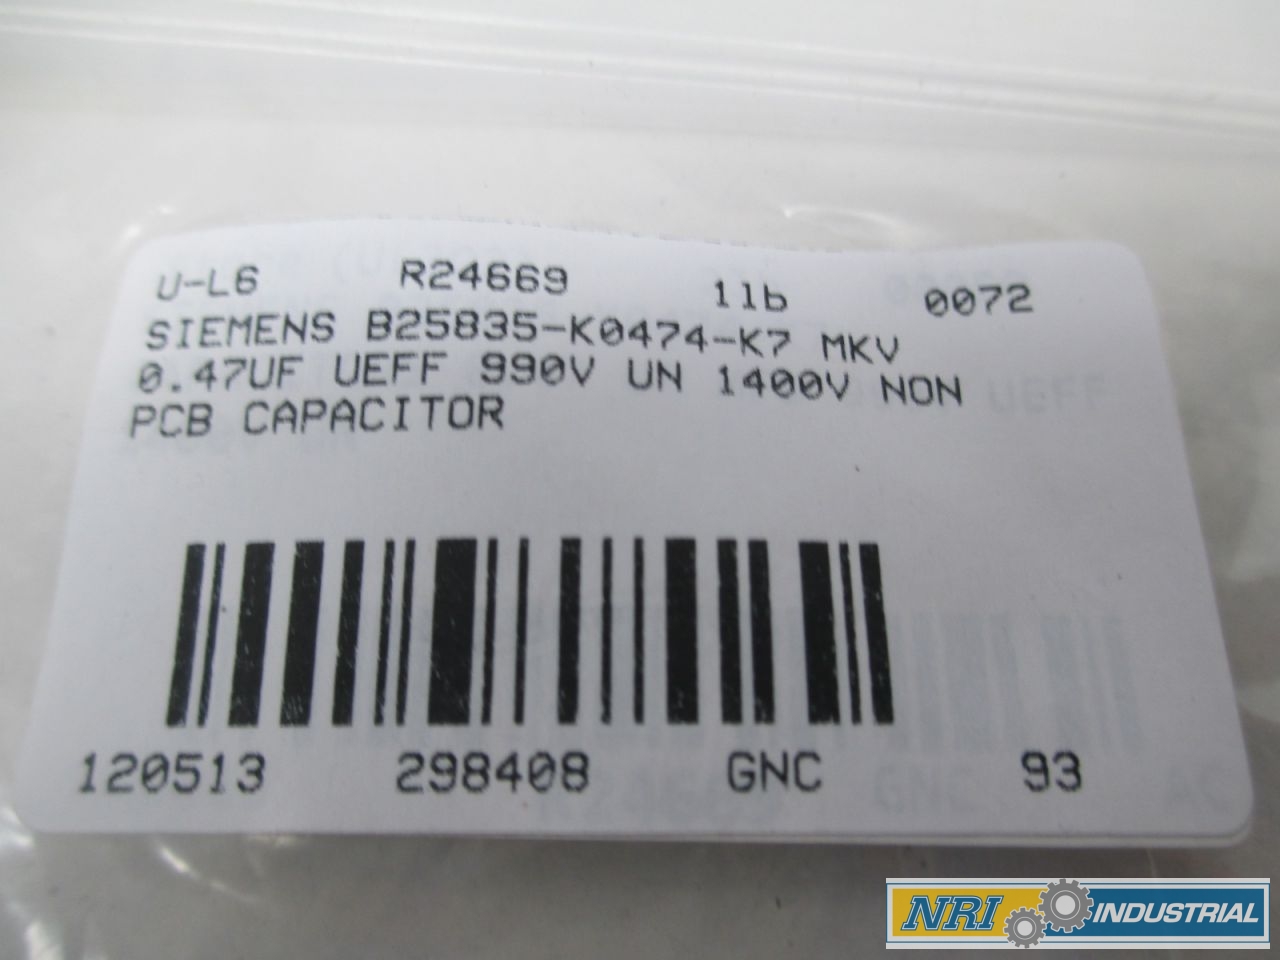 U-L6 R24669 11b 0072
SIEMENS B25835-K0474-K7 MKV
0.47UF UEFF 990V UN 1400V NON
PCB CAPACITOR
120513 298408 GNC 93
NRI INDUSTRIAL